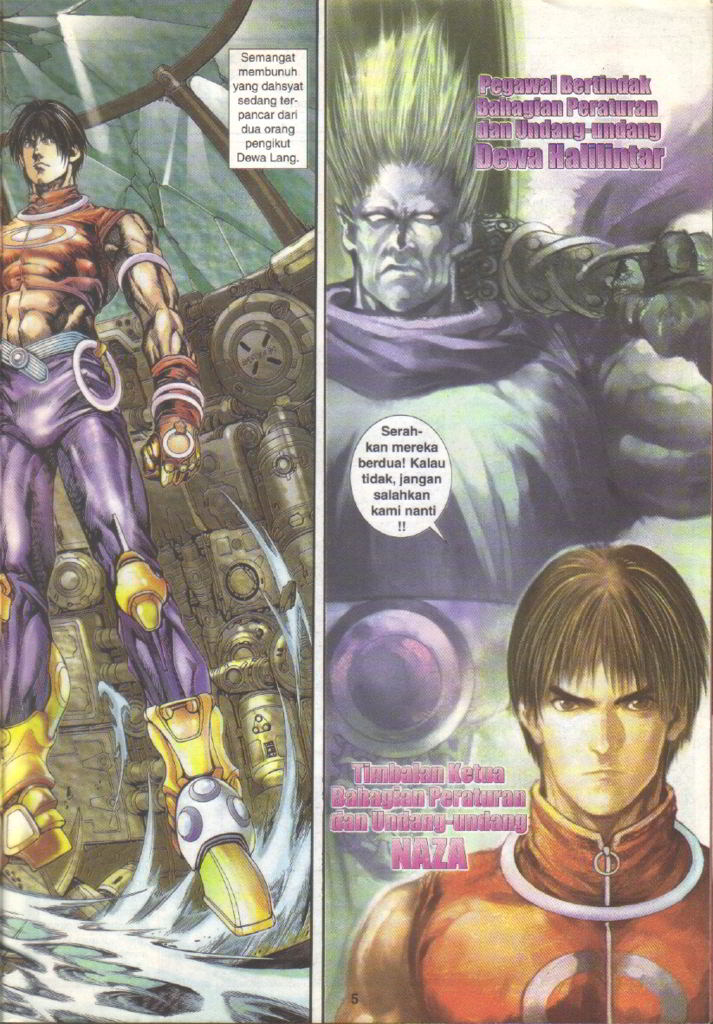 Semangat
membunuh
yang dahsyat
sedang ter-
pancar dari
dua orang
pengikut
Dewa Lang.
Pegawai Bertindak
Bahagian Peraturan
dan Undang-undang
Dewa Halilintar
Serah-
kan mereka
berdua! Kalau
tidak, jangan
salahkan
kami nanti
!!
Timbalan Ketua
Bahagian Peraturan
dan Undang-undang
NAZA
5